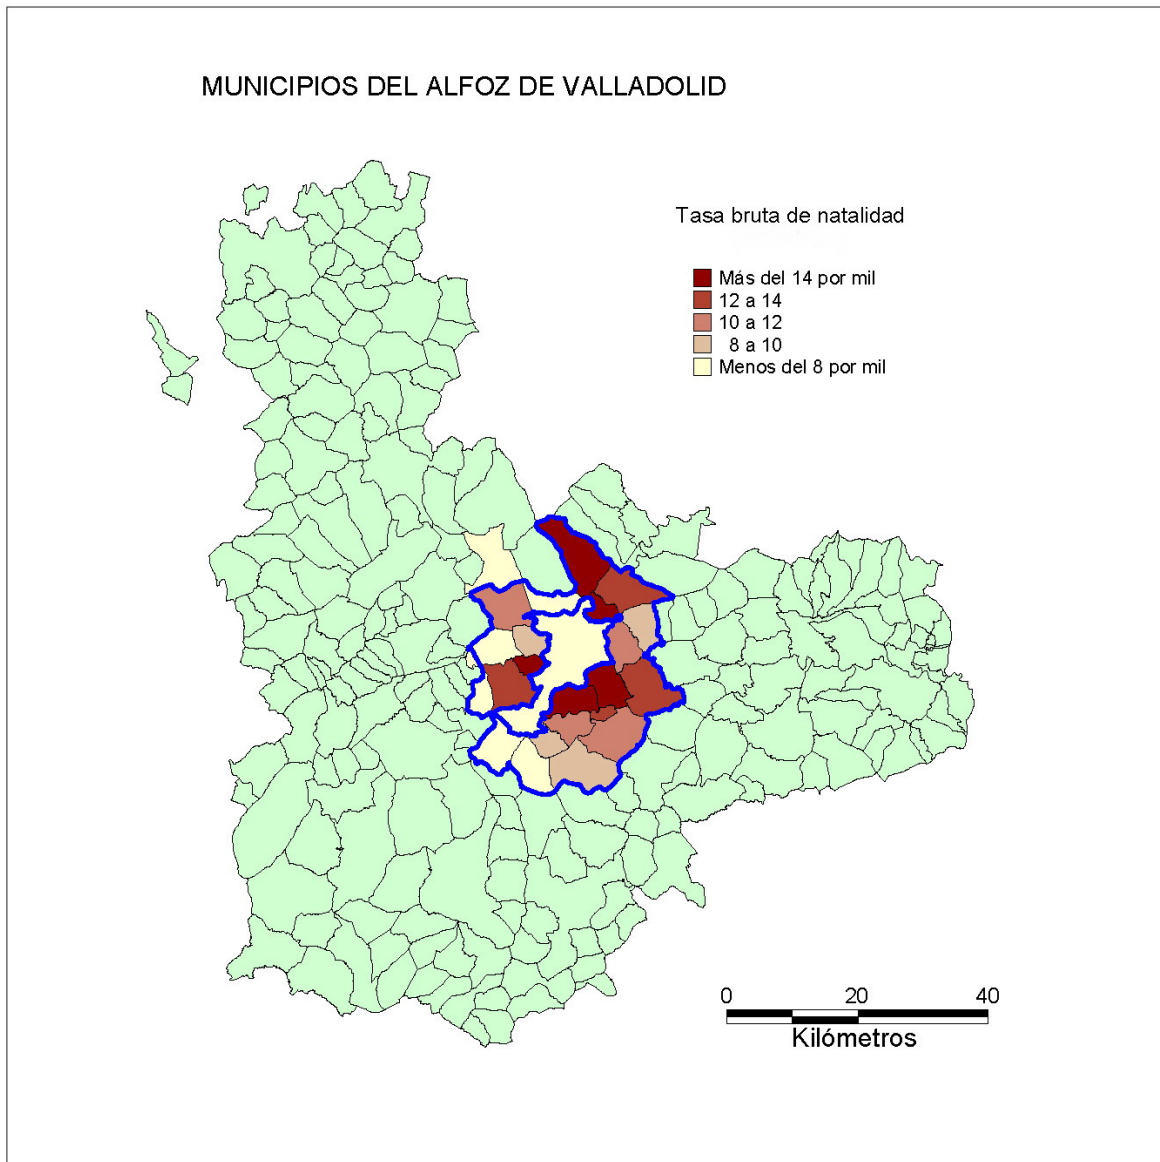 MUNICIPIOS DEL ALFOZ DE VALLADOLID
Tasa bruta de natalidad
Más del 14 por mil
12 a 14
10 a 12
8 a 10
Menos del 8 por mil
0 20 40
Kilómetros